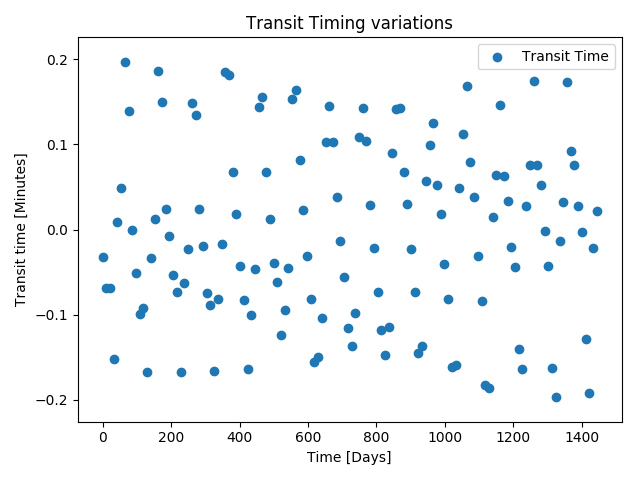 Transit Timing variations
Transit Time
Transit time [Minutes]
0.2
0.1
0.0
−0.1
−0.2
0 200 400 600 800 1000 1200 1400
Time [Days]